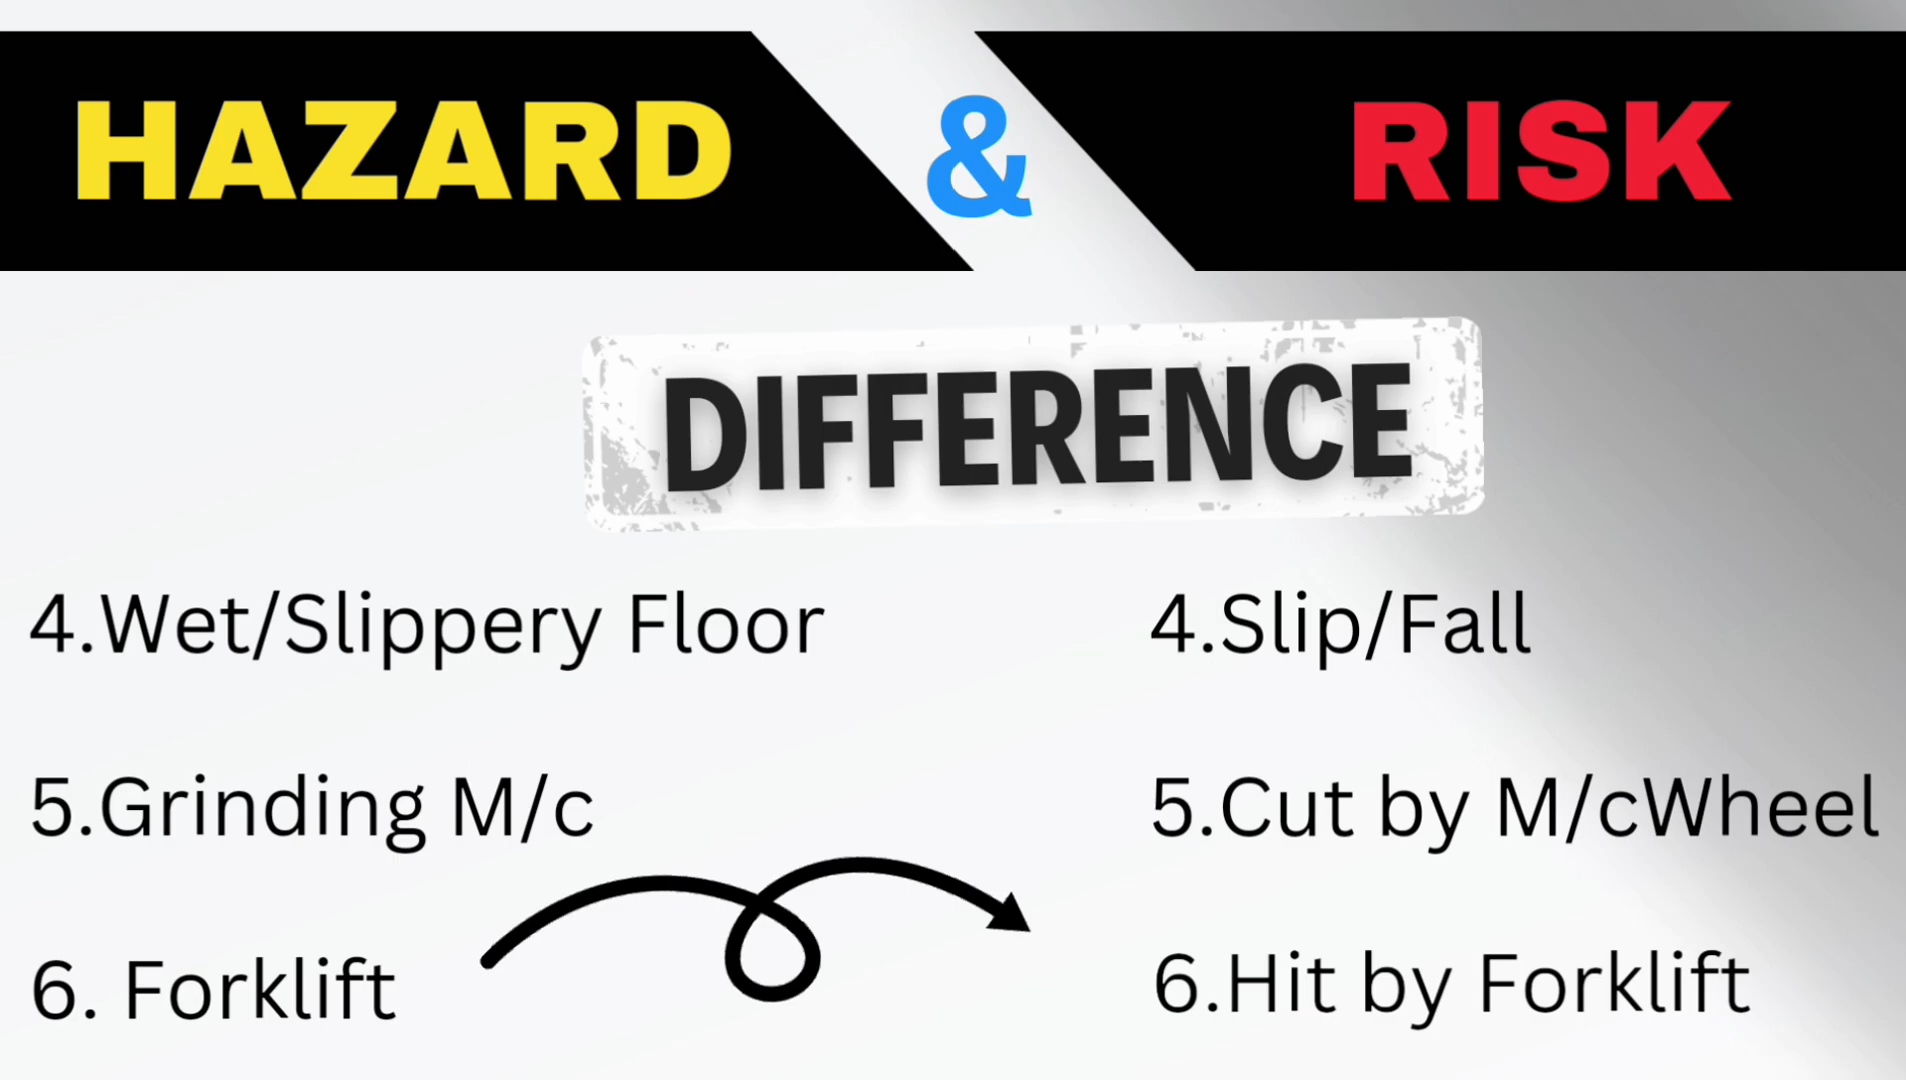 HAZARD & RISK
DIFFERENCE
4.Wet/Slippery Floor
4.Slip/Fall
5.Grinding M/c
5.Cut by M/cWheel
6. Forklift
6.Hit by Forklift